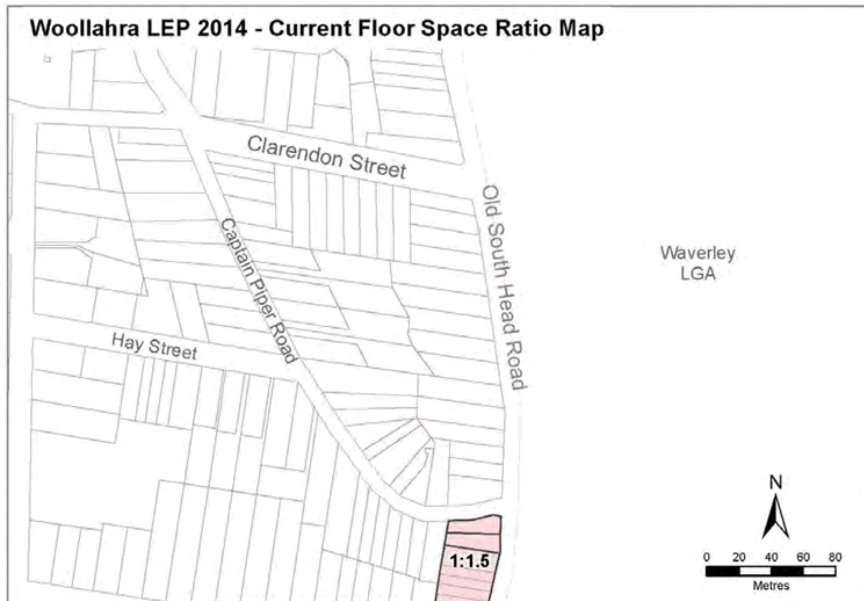 Woollahra LEP 2014 - Current Floor Space Ratio Map
Clarendon Street
Old South Head Road
Captain Piper Road
Waverley
LGA
Hay Street
N
1:1.5
0 20 40 60 80
Metres